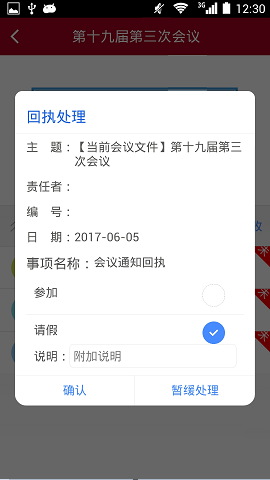 3G 12:30
第十九届第三次会议
回执处理
主　题：【当前会议文件】第十九届第三
次会议
责任者：
编　号：
日　期：2017-06-05
事项名称：会议通知回执
参加
请假
说明：附加说明
确认 暂缓处理